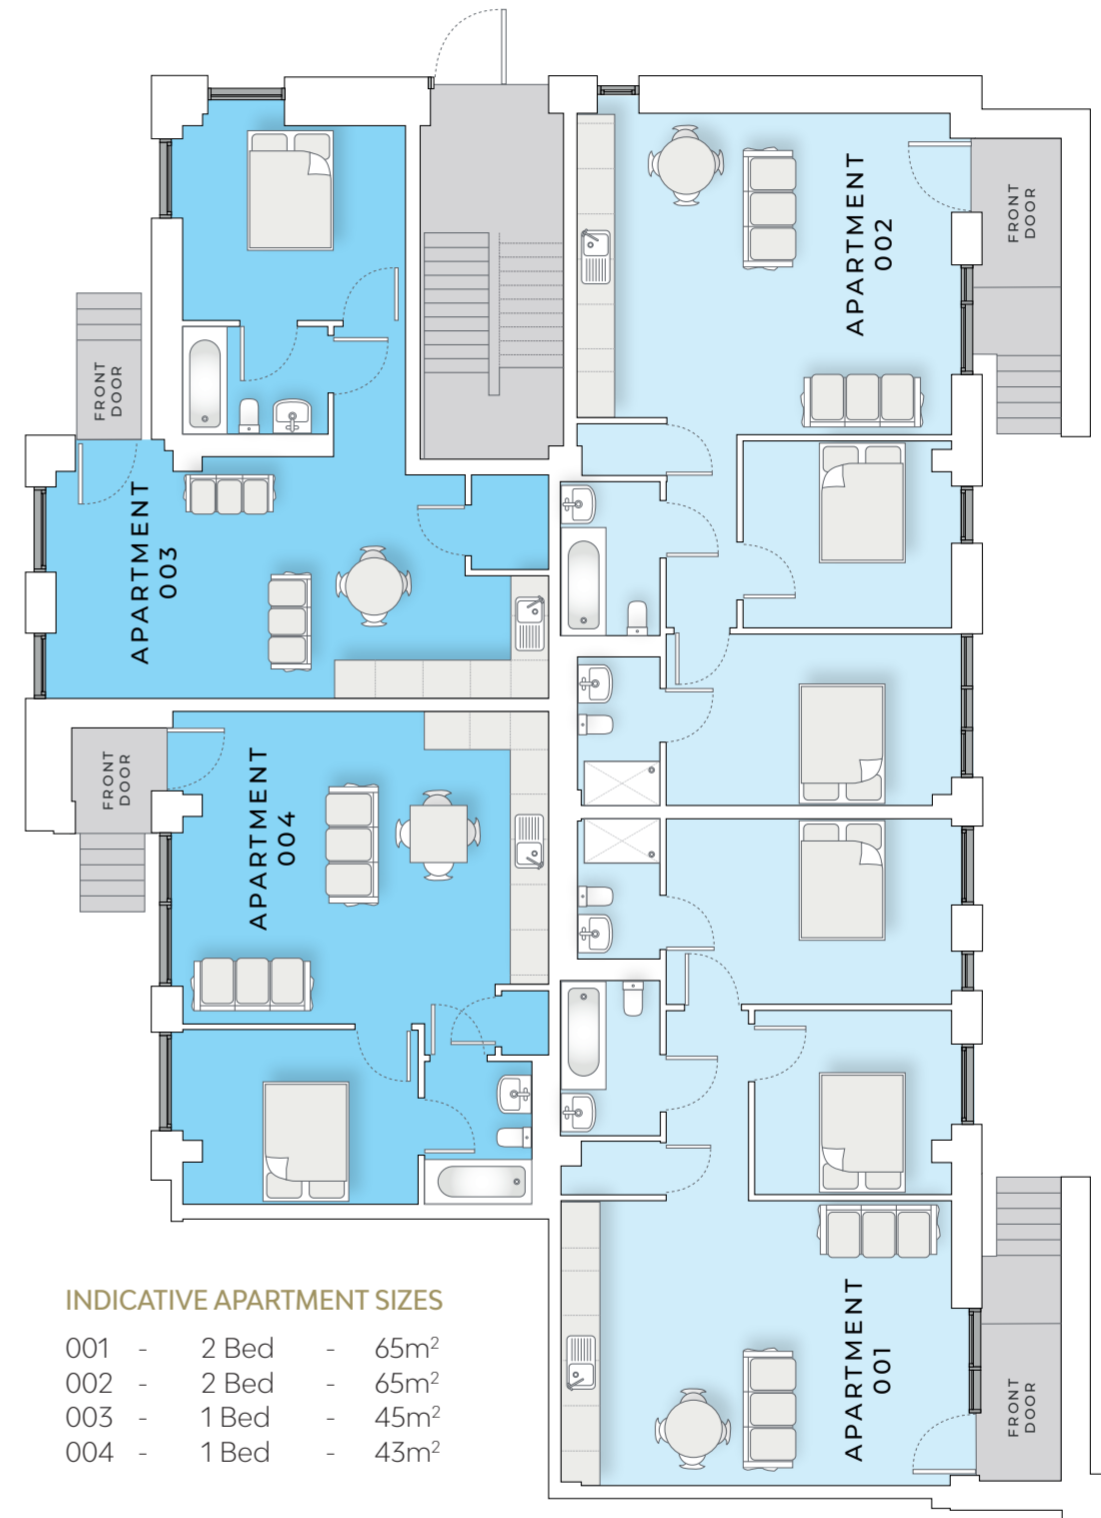 APARTMENT
002
FRONT
DOOR
FRONT
DOOR
APARTMENT
003
FRONT
DOOR
APARTMENT
004
INDICATIVE APARTMENT SIZES
001 - 2 Bed - 65m²
002 - 2 Bed - 65m²
003 - 1 Bed - 45m²
004 - 1 Bed - 43m²
APARTMENT
001
FRONT
DOOR